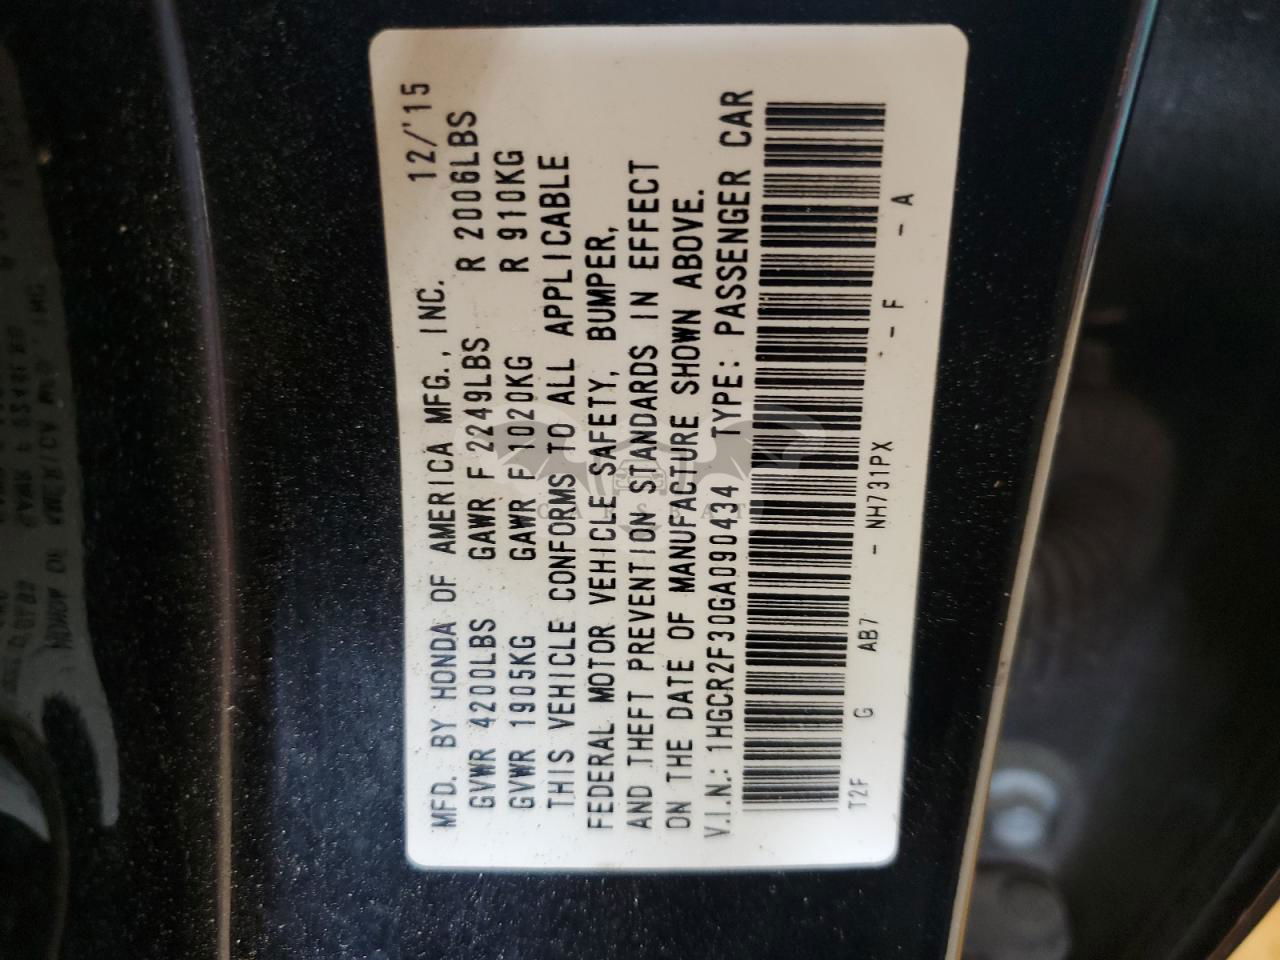 MFD. BY HONDA OF AMERICA MFG., INC. 12/'15
GVWR 4200LBS GAWR F 2249LBS R 2006LBS
GVWR 1905KG GAWR F 1020KG R 910KG
THIS VEHICLE CONFORMS TO ALL APPLICABLE
FEDERAL MOTOR VEHICLE SAFETY, BUMPER,
AND THEFT PREVENTION STANDARDS IN EFFECT
ON THE DATE OF MANUFACTURE SHOWN ABOVE.
V.I.N.: 1HGCR2F30GA090434 TYPE: PASSENGER CAR
T2F G AB7 - NH731PX - F - A
CARSBAT